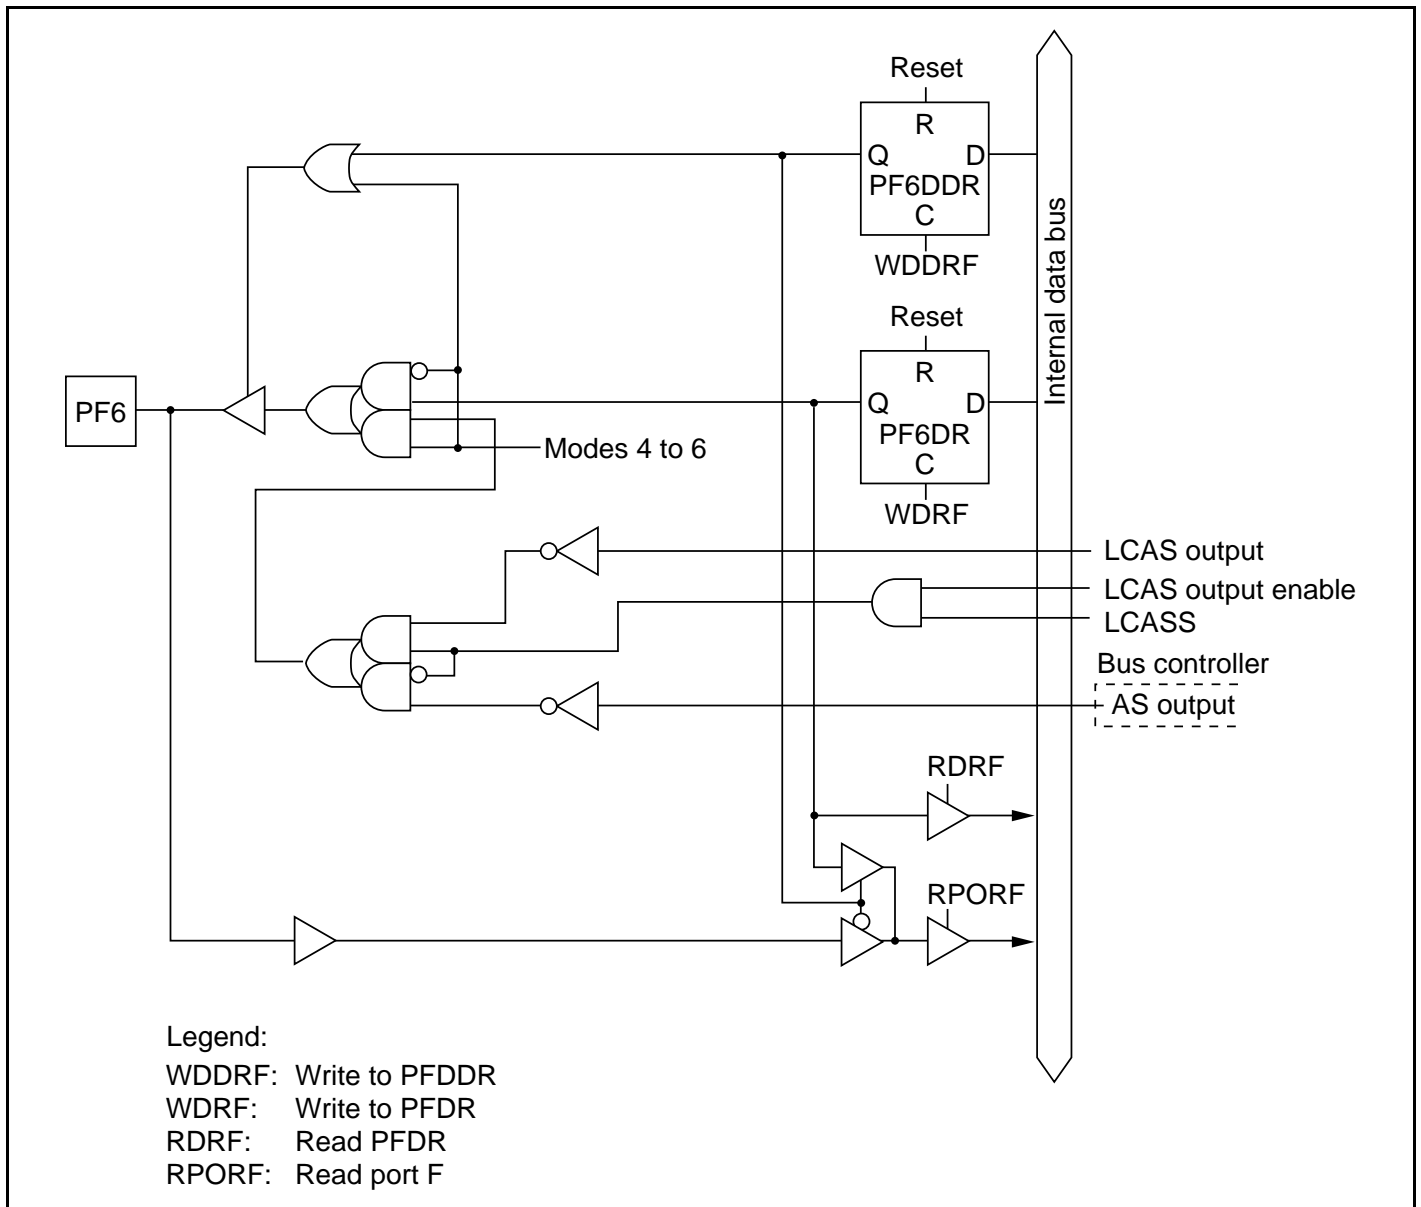 Reset
R
Q D
PF6DDR
C
WDDRF
Internal data bus
Reset
R
Q D
PF6DR
C
WDRF
PF6
Modes 4 to 6
LCAS output
LCAS output enable
LCASS
Bus controller
AS output
RDRF
RPORF
Legend:
WDDRF: Write to PFDDR
WDRF: Write to PFDR
RDRF: Read PFDR
RPORF: Read port F